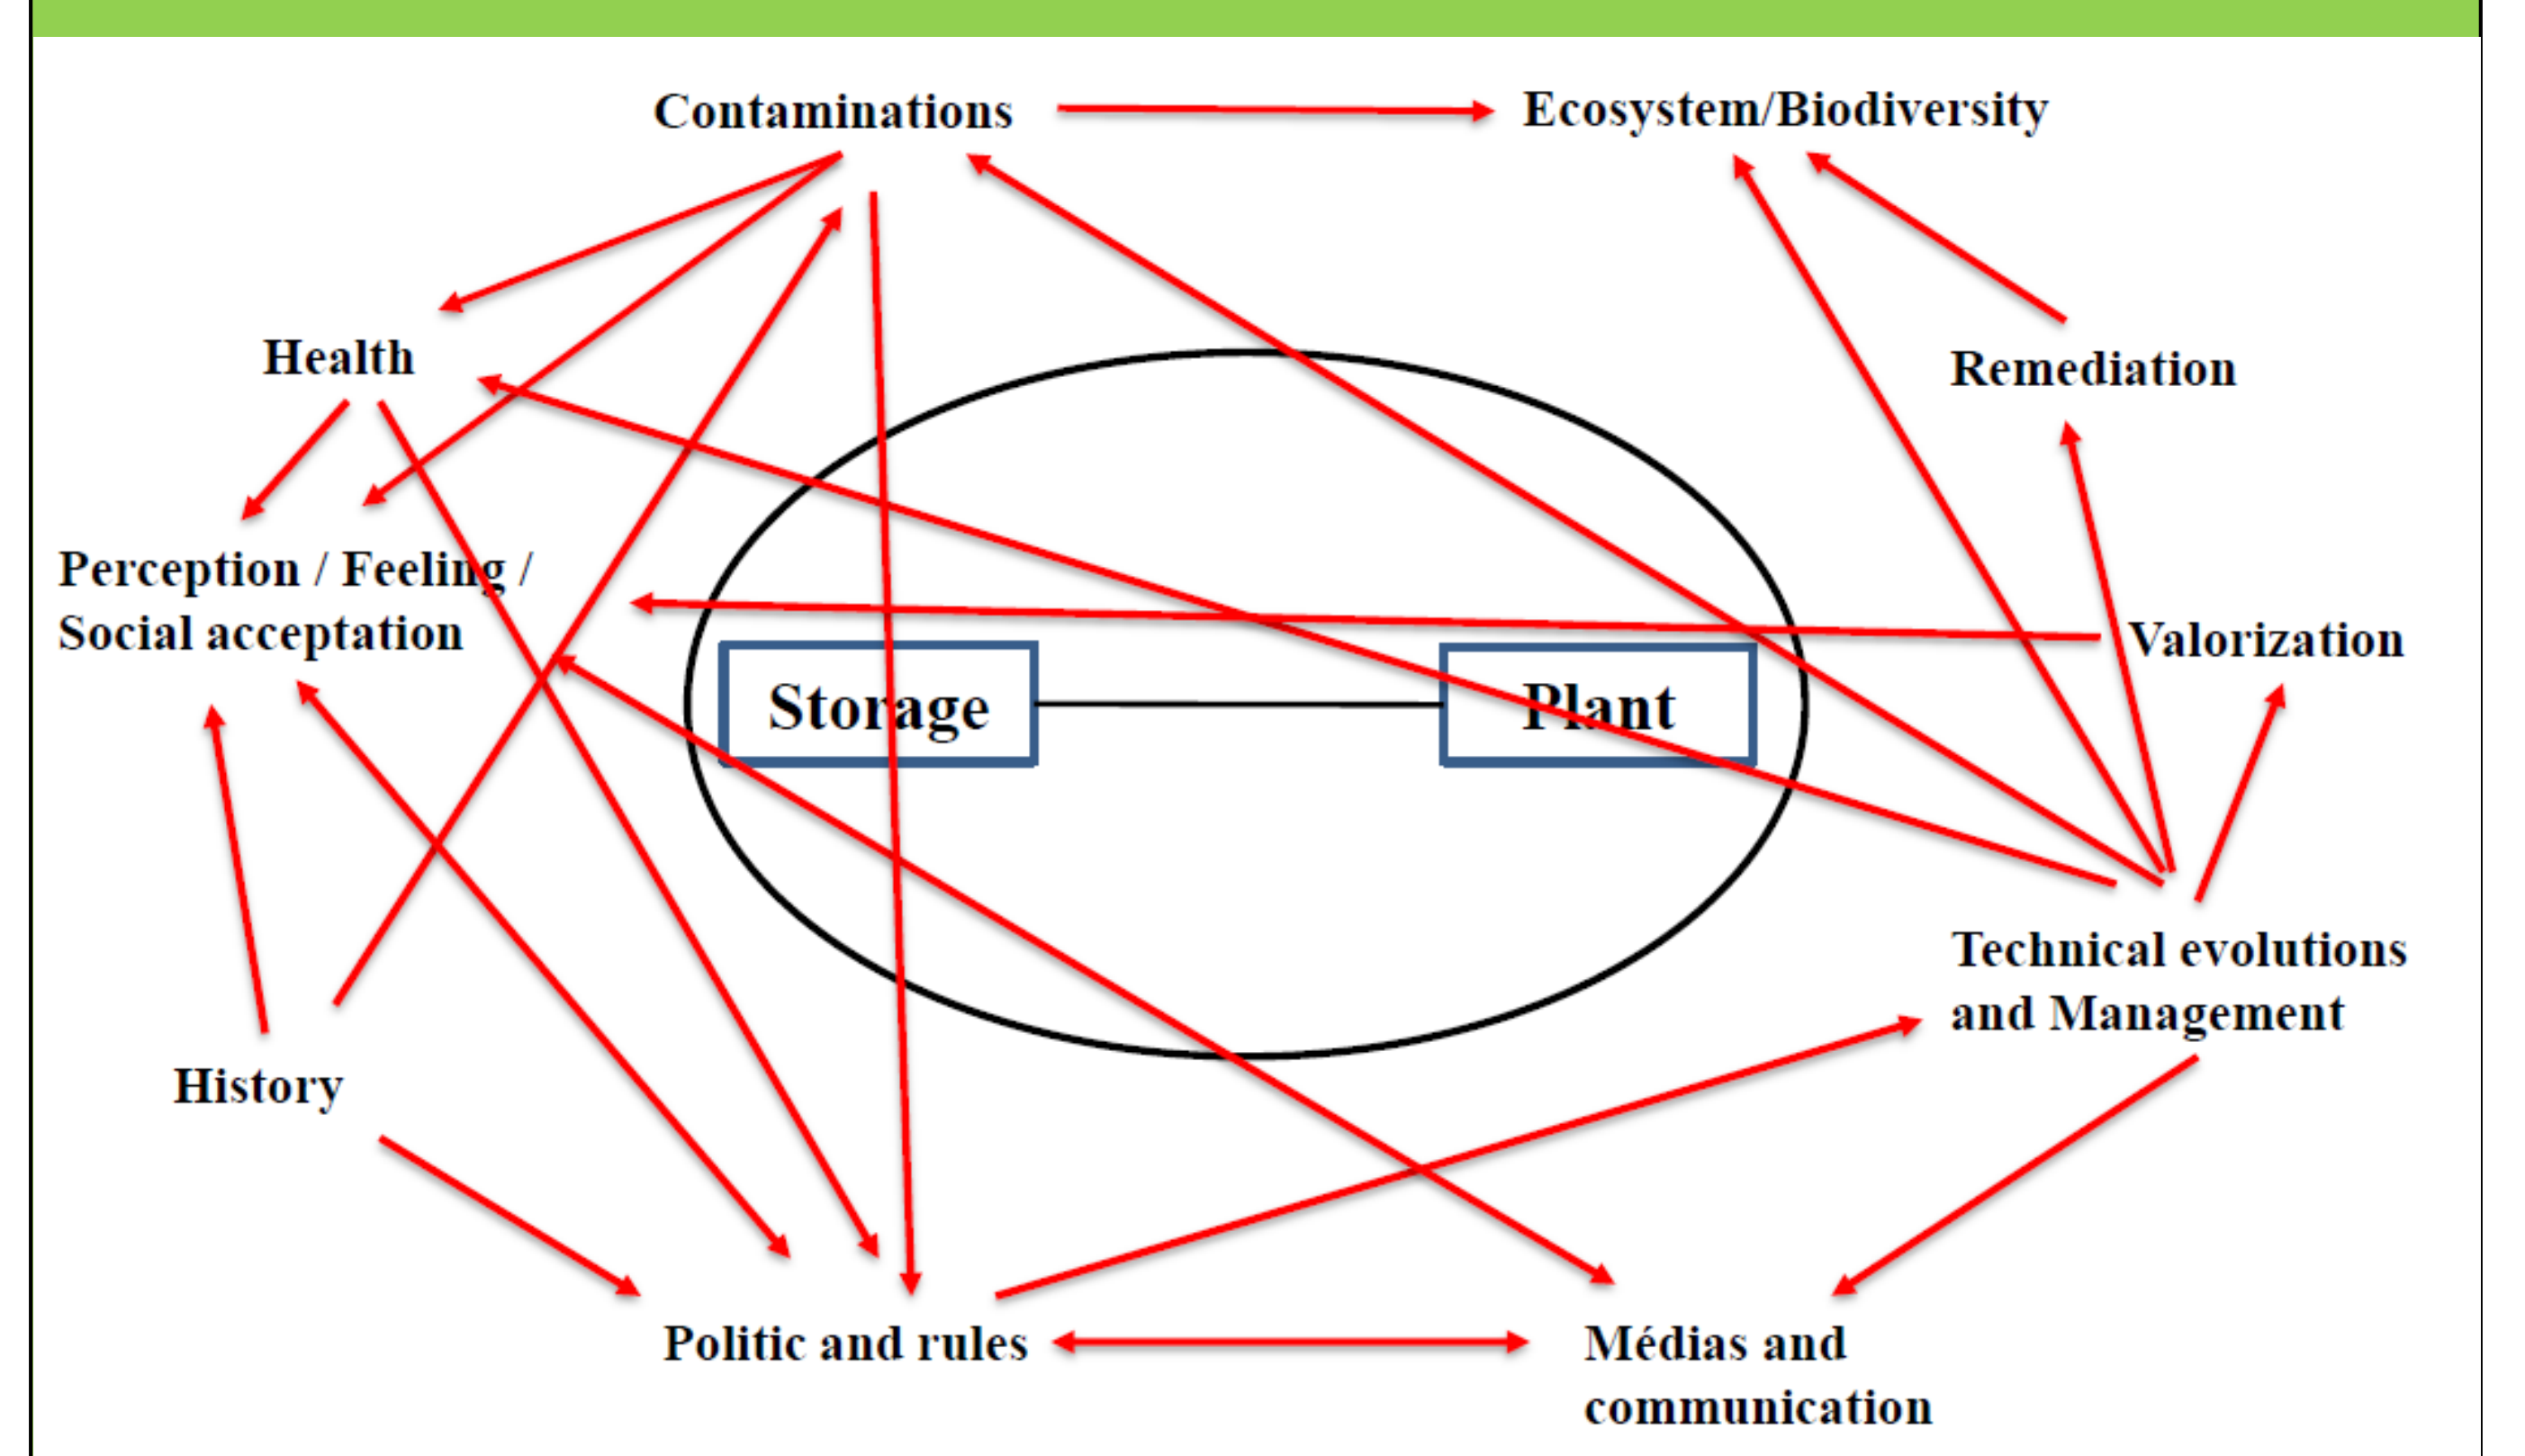 Contaminations
Ecosystem/Biodiversity
Health
Remediation
Perception / Feeling /
Social acceptation
Valorization
Storage
Plant
Technical evolutions
and Management
History
Politic and rules
Médias and
communication